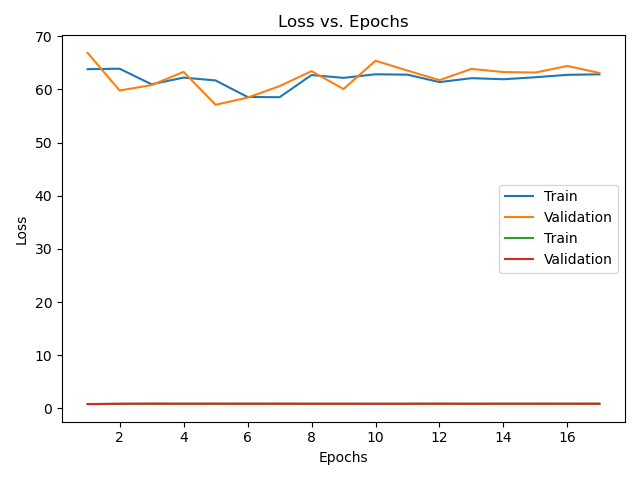 Loss vs. Epochs
70
60
50
40
30
20
10
0
Loss
Train
Validation
Train
Validation
2 4 6 8 10 12 14 16
Epochs